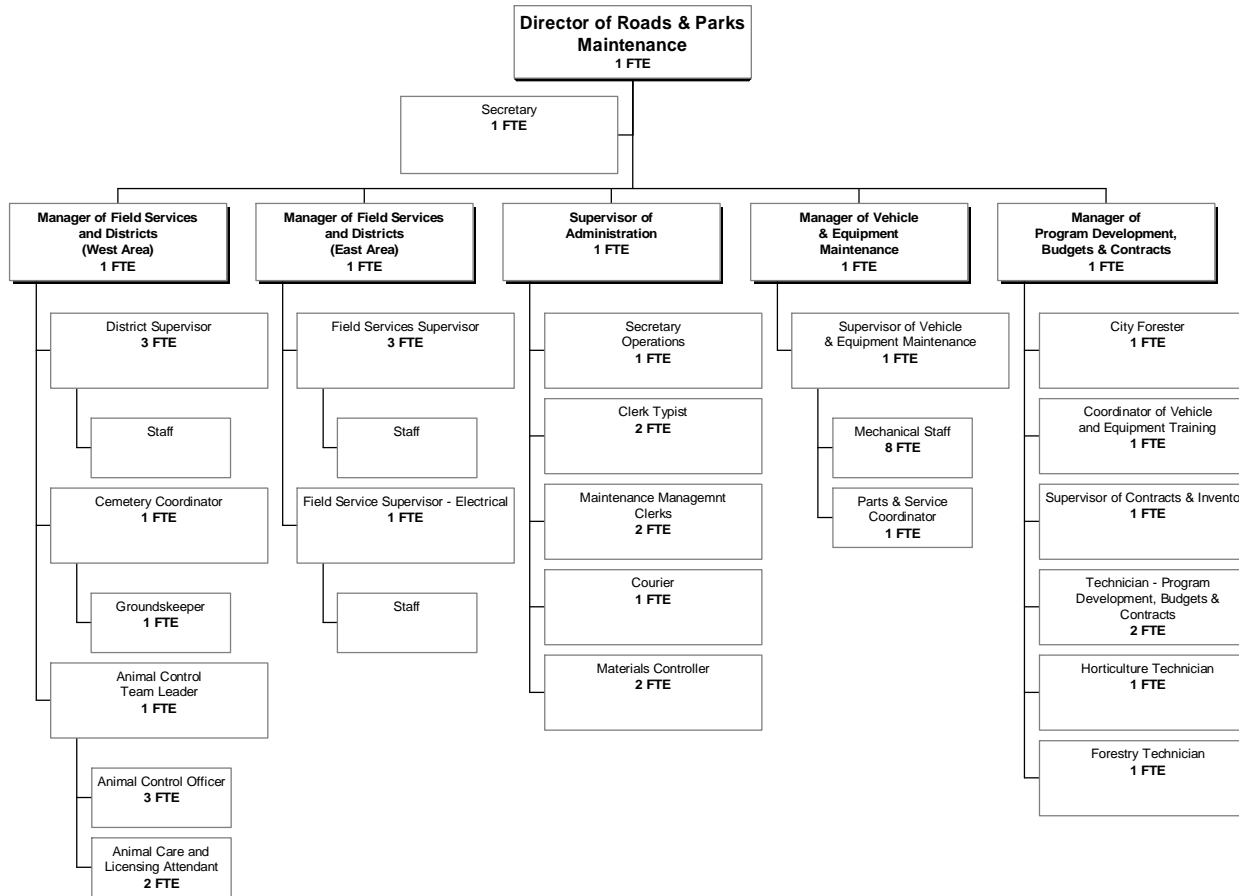 Director of Roads & Parks
Maintenance
1 FTE
Secretary
1 FTE
Manager of Field Services
and Districts
(West Area)
1 FTE
District Supervisor
3 FTE
Staff
Cemetery Coordinator
1 FTE
Groundskeeper
1 FTE
Animal Control
Team Leader
1 FTE
Animal Control Officer
3 FTE
Animal Care and
Licensing Attendant
2 FTE
Manager of Field Services
and Districts
(East Area)
1 FTE
Field Services Supervisor
3 FTE
Staff
Field Service Supervisor - Electrical
1 FTE
Staff
Supervisor of
Administration
1 FTE
Secretary
Operations
1 FTE
Clerk Typist
2 FTE
Maintenance Managemnt
Clerks
2 FTE
Courier
1 FTE
Materials Controller
2 FTE
Manager of Vehicle
& Equipment
Maintenance
1 FTE
Supervisor of Vehicle
& Equipment Maintenance
1 FTE
Mechanical Staff
8 FTE
Parts & Service
Coordinator
1 FTE
Manager of
Program Development,
Budgets & Contracts
1 FTE
City Forester
1 FTE
Coordinator of Vehicle
and Equipment Training
1 FTE
Supervisor of Contracts & Invento
1 FTE
Technician - Program
Development, Budgets &
Contracts
2 FTE
Horticulture Technician
1 FTE
Forestry Technician
1 FTE